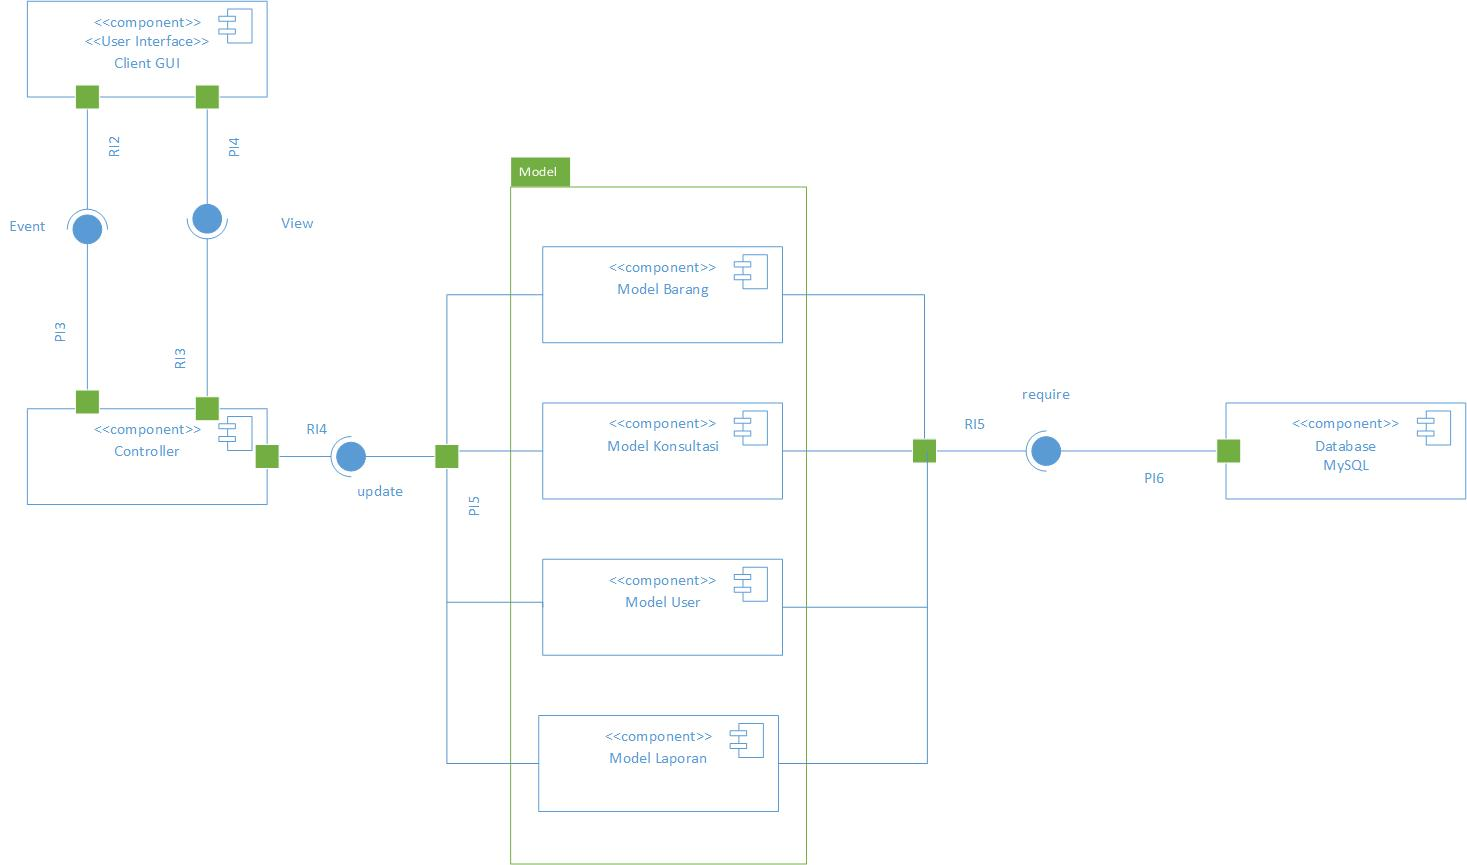 <<component>>
<<User Interface>>
Client GUI
RI2
PI4
Event
View
PI3
RI3
<<component>>
Controller
RI4
update
PI5
Model
<<component>>
Model Barang
<<component>>
Model Konsultasi
<<component>>
Model User
<<component>>
Model Laporan
RI5
require
PI6
<<component>>
Database
MySQL